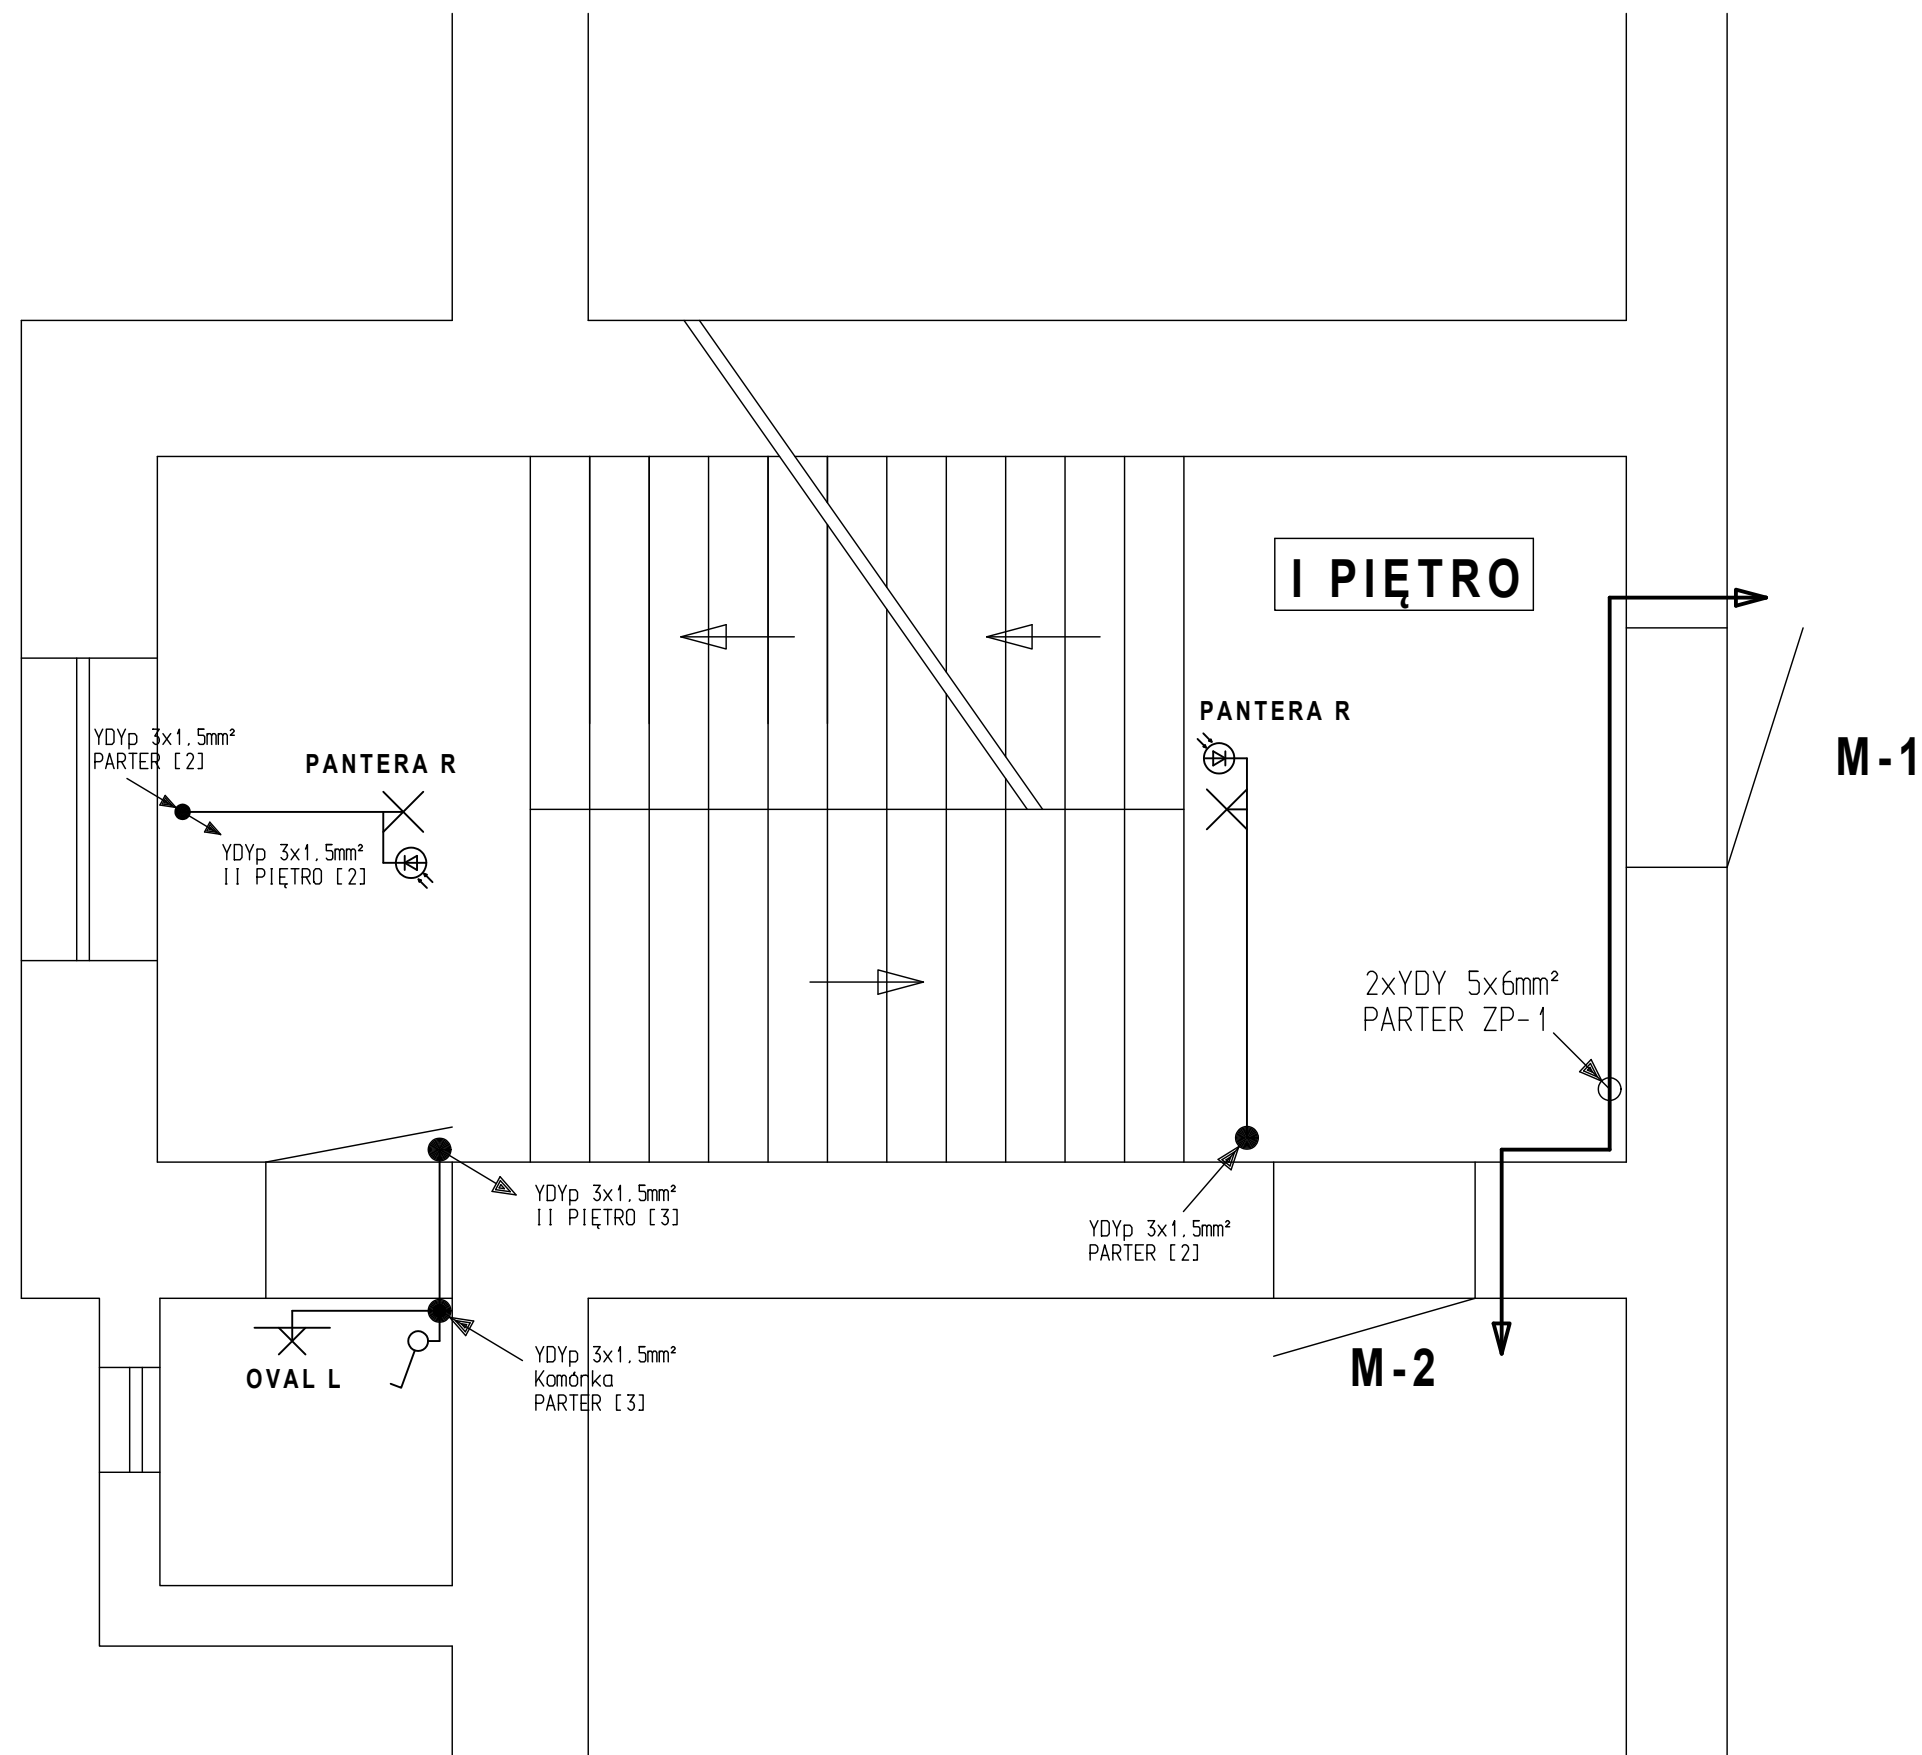 I PIĘTRO
PANTERA R
YDYp 3x1,5mm²
PARTER [2]
PANTERA R
M-1
YDYp 3x1,5mm²
II PIĘTRO [2]
2xYDY 5x6mm²
PARTER ZP-1
YDYp 3x1,5mm²
II PIĘTRO [3]
YDYp 3x1,5mm²
PARTER [2]
YDYp 3x1,5mm²
Komórka
PARTER [3]
OVAL L
M-2